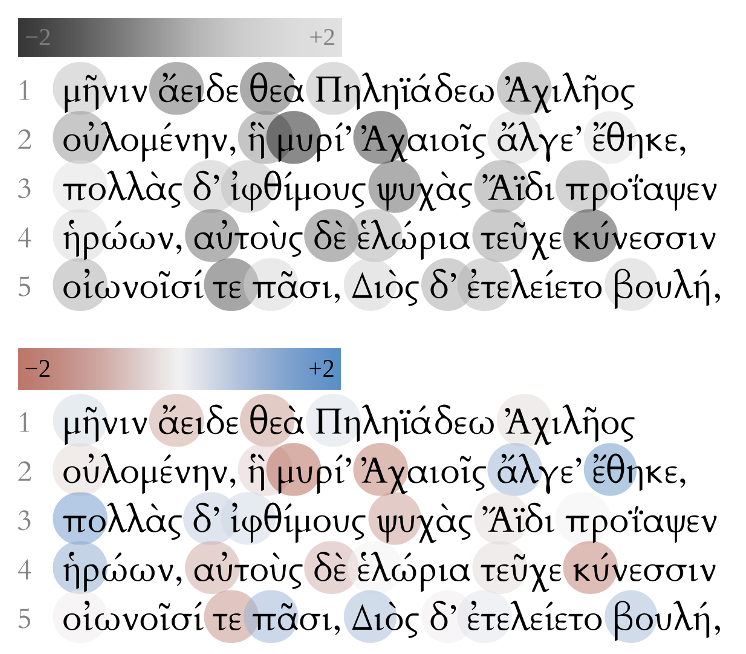 −2 +2
1 μῆνιν ἄειδε θεὰ Πηληϊάδεω Ἀχιλῆος
2 οὐλομένην, ἣ μυρί’ Ἀχαιοῖς ἄλγε’ ἔθηκε,
3 πολλὰς δ’ ἰφθίμους ψυχὰς Ἄϊδι προΐαψεν
4 ἡρώων, αὐτοὺς δὲ ἑλώρια τεῦχε κύνεσσιν
5 οἰωνοῖσί τε πᾶσι, Διὸς δ’ ἐτελείετο βουλή,
−2 +2
1 μῆνιν ἄειδε θεὰ Πηληϊάδεω Ἀχιλῆος
2 οὐλομένην, ἣ μυρί’ Ἀχαιοῖς ἄλγε’ ἔθηκε,
3 πολλὰς δ’ ἰφθίμους ψυχὰς Ἄϊδι προΐαψεν
4 ἡρώων, αὐτοὺς δὲ ἑλώρια τεῦχε κύνεσσιν
5 οἰωνοῖσί τε πᾶσι, Διὸς δ’ ἐτελείετο βουλή,